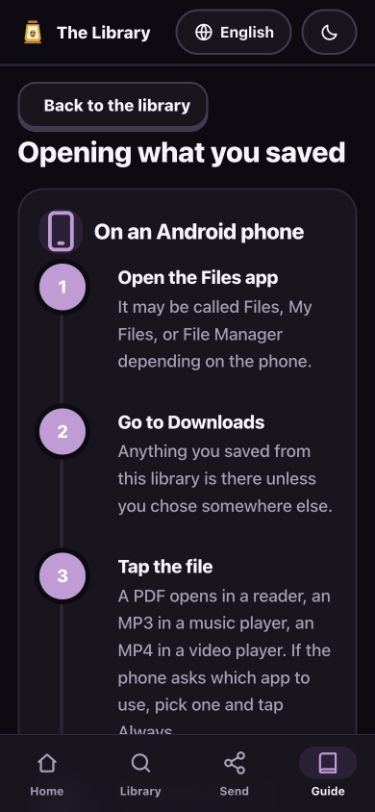 The Library
English
Back to the library
Opening what you saved
On an Android phone
1
Open the Files app
It may be called Files, My
Files, or File Manager
depending on the phone.
2
Go to Downloads
Anything you saved from
this library is there unless
you chose somewhere else.
3
Tap the file
A PDF opens in a reader, an
MP3 in a music player, an
MP4 in a video player. If the
phone asks which app to
use, pick one and tap
Always
Home
Library
Send
Guide